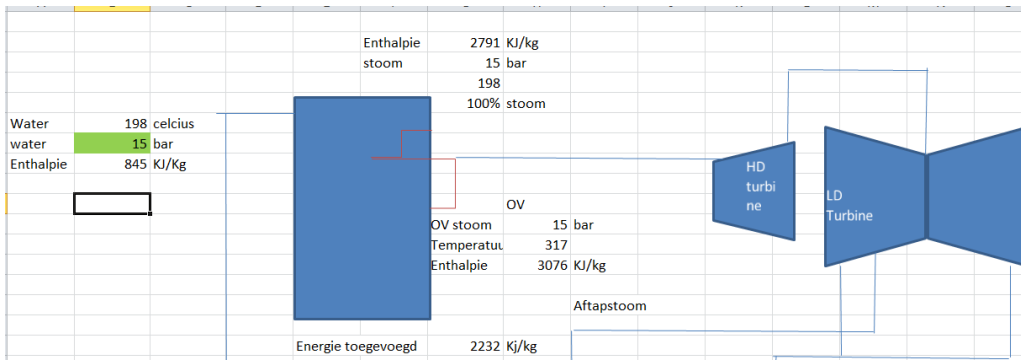 Enthalpie 2791 KJ/kg
stoom 15 bar
198
100% stoom
Water 198 celcius
water 15 bar
Enthalpie 845 KJ/Kg
HD
turbi
ne
LD
Turbine
OV
OV stoom 15 bar
Temperatuu 317
Enthalpie 3076 KJ/kg
Aftapstoom
Energie toegevoegd 2232 Kj/kg